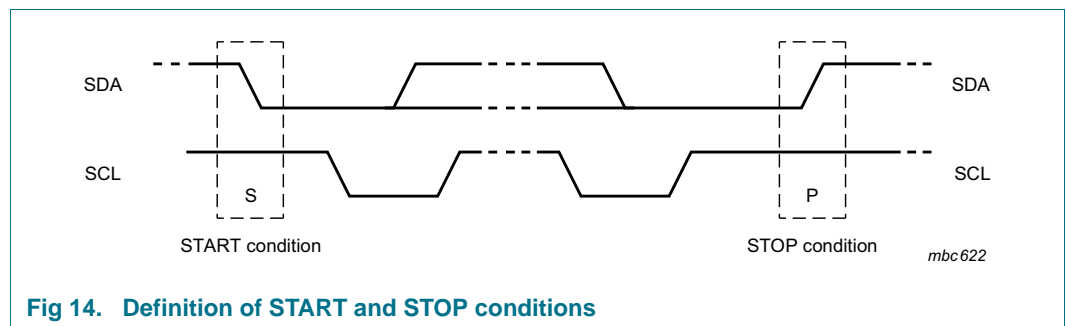 SDA
SDA
SCL
SCL
S
P
START condition
STOP condition
mbc622
Fig 14. Definition of START and STOP conditions